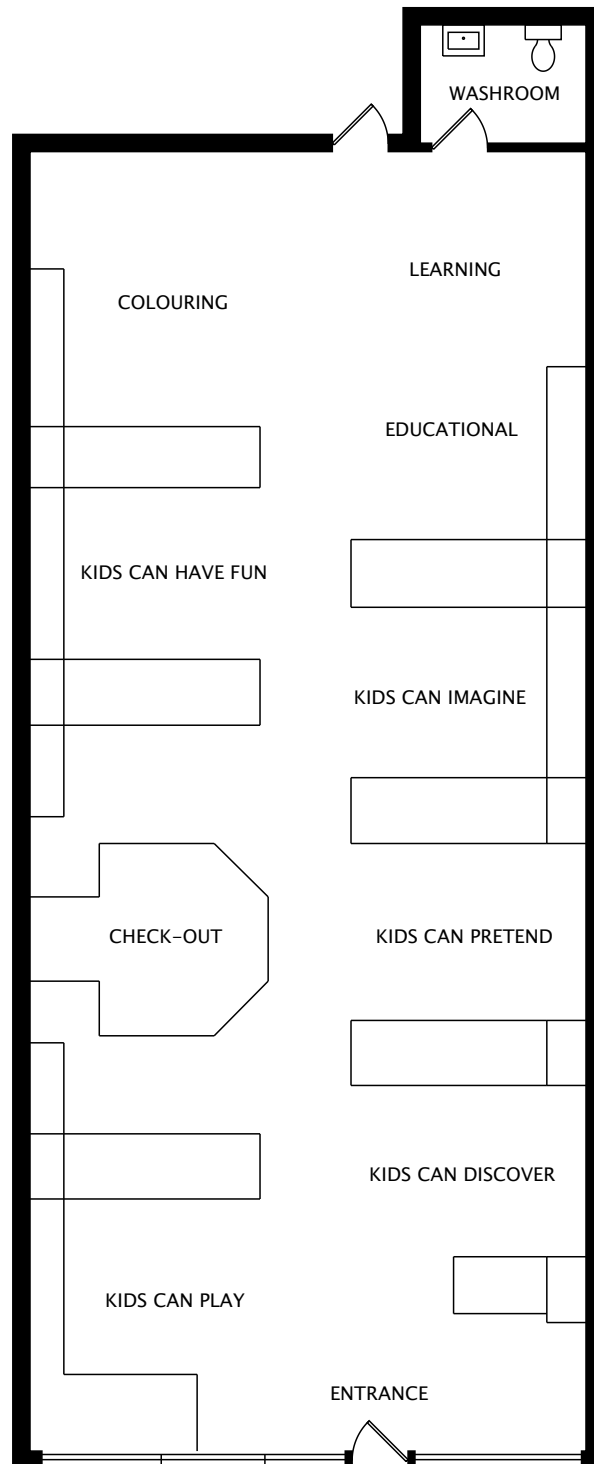 WASHROOM
LEARNING
COLOURING
EDUCATIONAL
KIDS CAN HAVE FUN
KIDS CAN IMAGINE
CHECK-OUT
KIDS CAN PRETEND
KIDS CAN DISCOVER
KIDS CAN PLAY
ENTRANCE